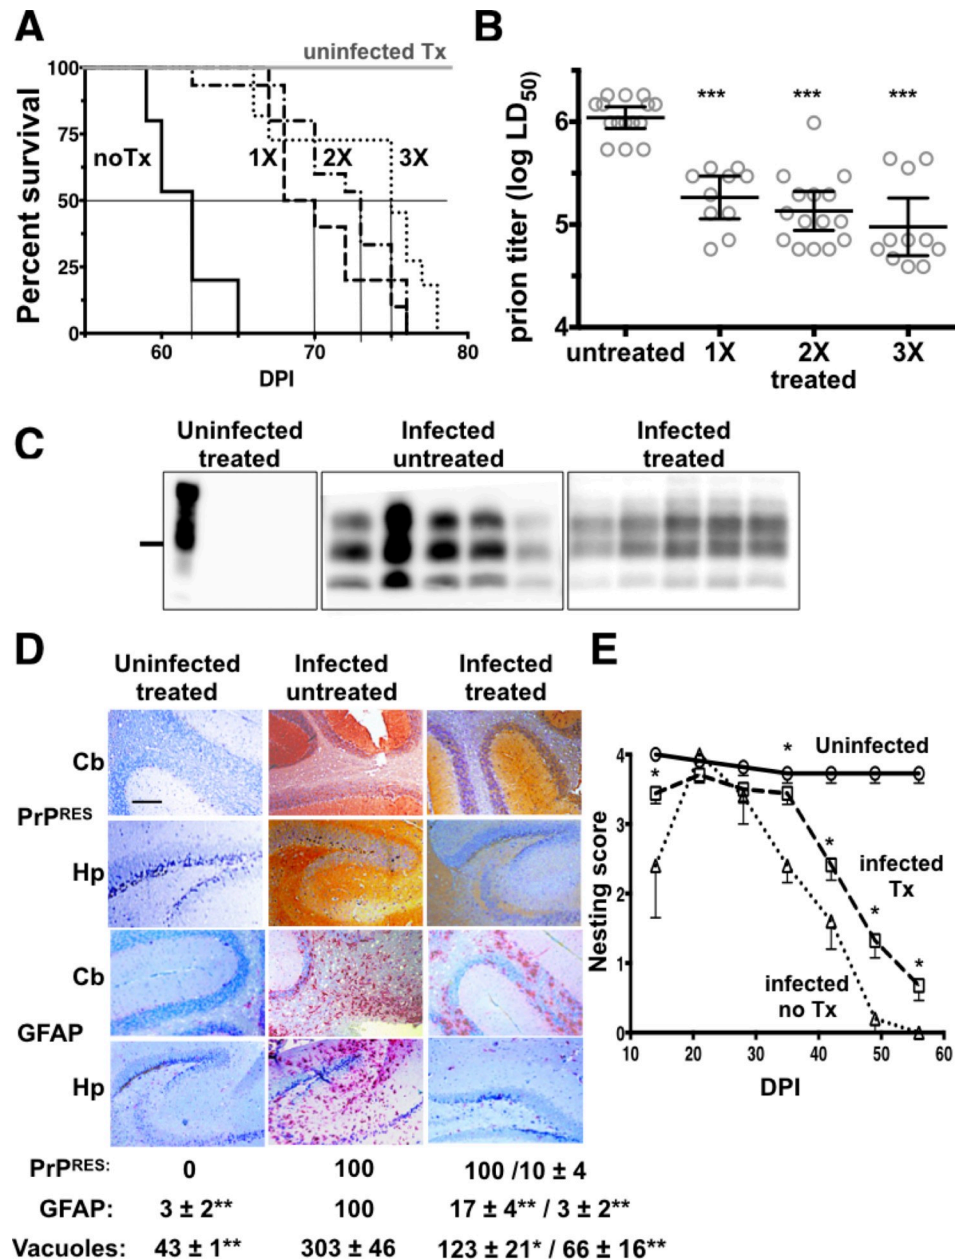 A
uninfected Tx
100
75
50
25
0
Percent survival
noTx
1X
2X
3X
60
70
80
DPI
B
***
***
***
6
5
4
prion titer (log LD50)
untreated
1X
2X
3X
treated
C
Uninfected
treated
Infected
untreated
Infected
treated
D
Uninfected
treated
Infected
untreated
Infected
treated
Cb
PrPRES
Hp
Cb
GFAP
Hp
PrPRES:
0
100
100 /10 ± 4
GFAP:
3 ± 2**
100
17 ± 4** / 3 ± 2**
Vacuoles:
43 ± 1**
303 ± 46
123 ± 21* / 66 ± 16**
E
4
3
2
1
0
Nesting score
*
*
Uninfected
*
infected
Tx
*
*
infected
no Tx
10
20
30
40
50
60
DPI